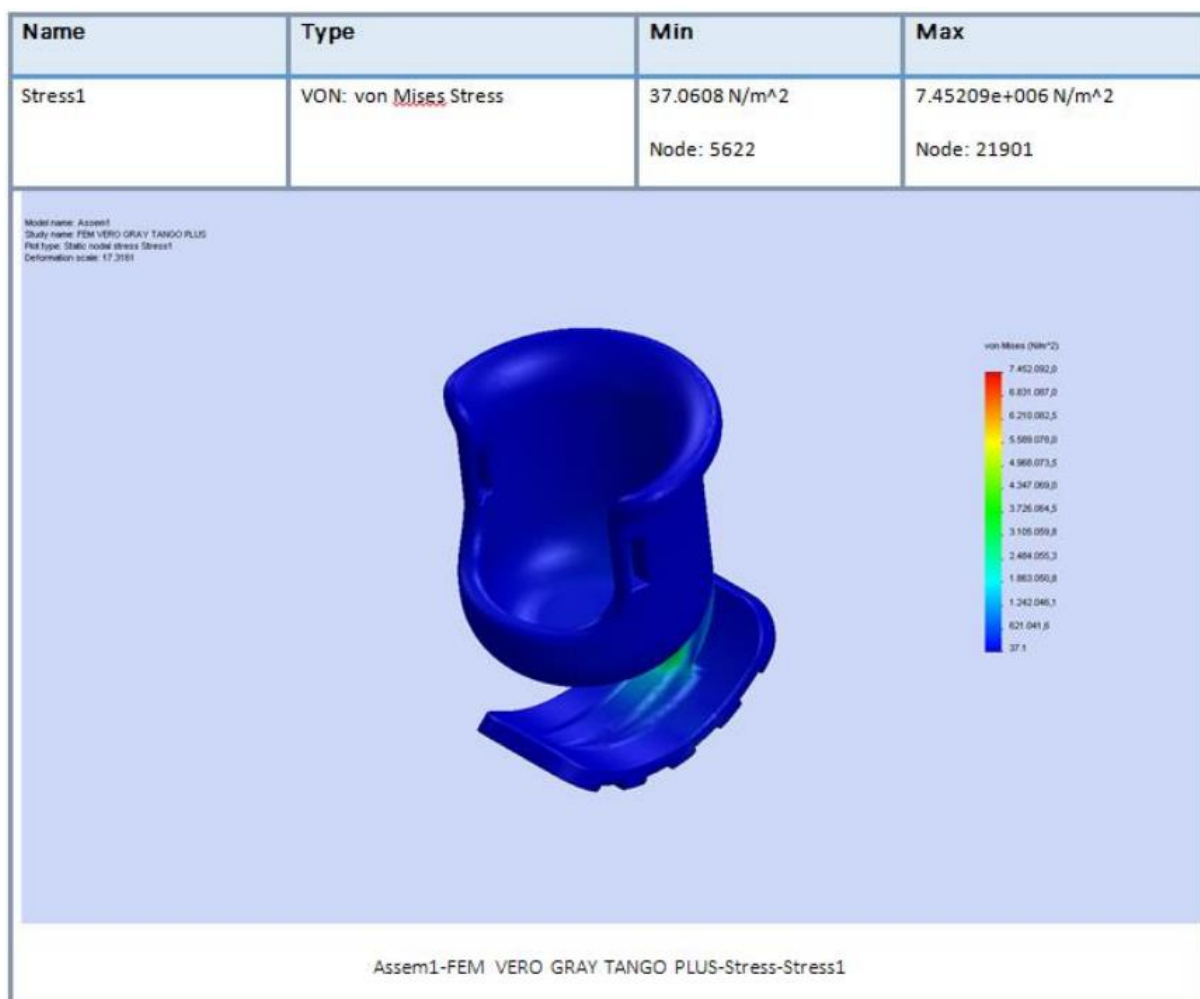 Name Type Min Max
Stress1 VON: von Mises Stress 37.0608 N/m^2 7.45209e+006 N/m^2
Node: 5622 Node: 21901
Model name: Assem1
Study name: FEM VERO GRAY TANGO PLUS
Plot type: Static nodal stress Stress1
Deformation scale: 17.3181
von Mises (N/m^2)
7.452.092,0
6.831.087,0
6.210.082,5
5.589.078,0
4.968.073,5
4.347.069,0
3.726.064,5
3.105.059,8
2.484.055,3
1.863.050,8
1.242.046,1
621.041,6
37.1
Assem1-FEM VERO GRAY TANGO PLUS-Stress-Stress1